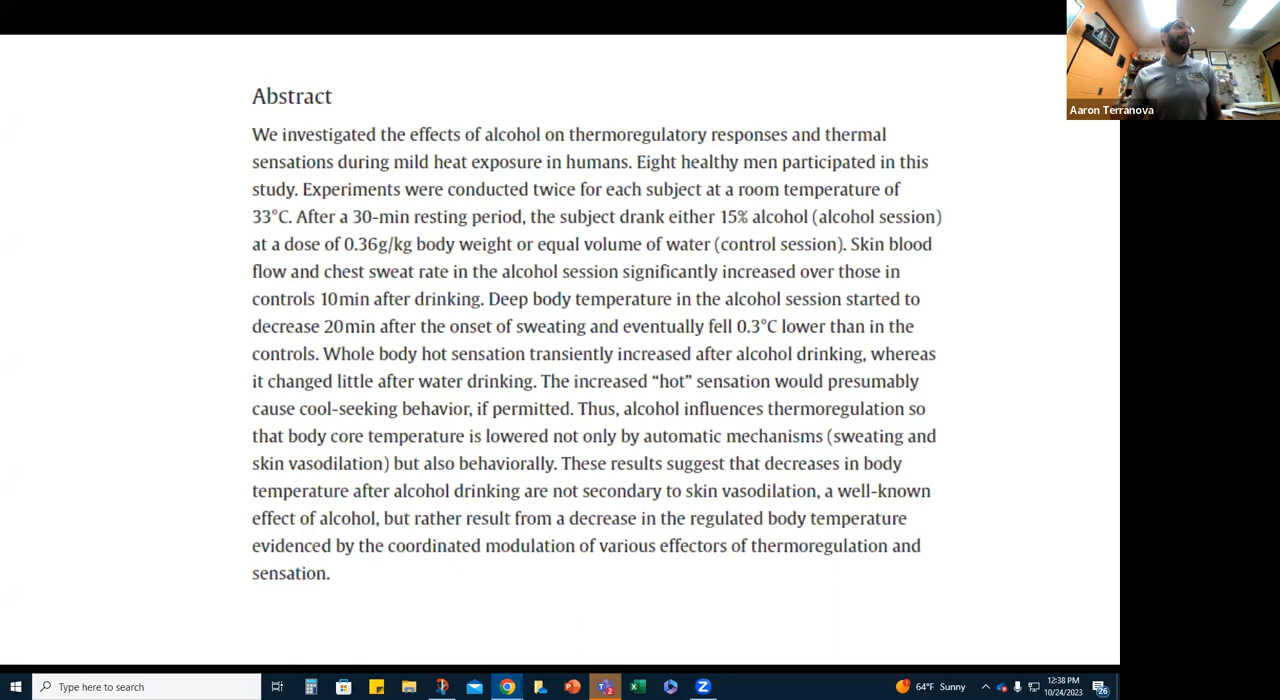 Abstract
We investigated the effects of alcohol on thermoregulatory responses and thermal
sensations during mild heat exposure in humans. Eight healthy men participated in this
study. Experiments were conducted twice for each subject at a room temperature of
33°C. After a 30-min resting period, the subject drank either 15% alcohol (alcohol session)
at a dose of 0.36g/kg body weight or equal volume of water (control session). Skin blood
flow and chest sweat rate in the alcohol session significantly increased over those in
controls 10min after drinking. Deep body temperature in the alcohol session started to
decrease 20min after the onset of sweating and eventually fell 0.3°C lower than in the
controls. Whole body hot sensation transiently increased after alcohol drinking, whereas
it changed little after water drinking. The increased “hot” sensation would presumably
cause cool-seeking behavior, if permitted. Thus, alcohol influences thermoregulation so
that body core temperature is lowered not only by automatic mechanisms (sweating and
skin vasodilation) but also behaviorally. These results suggest that decreases in body
temperature after alcohol drinking are not secondary to skin vasodilation, a well-known
effect of alcohol, but rather result from a decrease in the regulated body temperature
evidenced by the coordinated modulation of various effectors of thermoregulation and
sensation.
Aaron Terranova
Type here to search
2
64°F Sunny
12:38 PM
10/24/2023
26